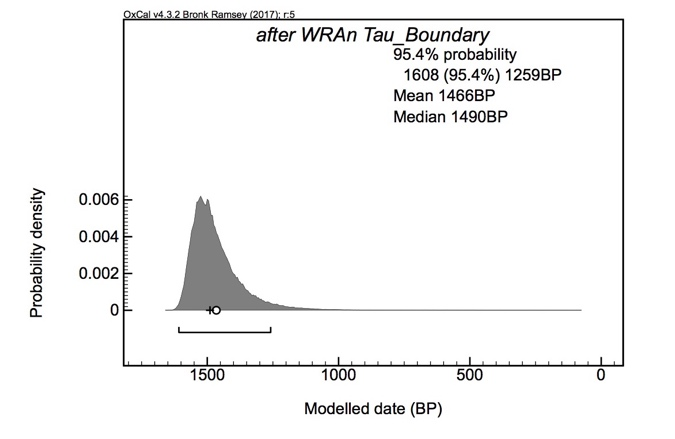 OxCal v4.3.2 Bronk Ramsey (2017); r:5
after WRAn Tau_Boundary
95.4% probability
1608 (95.4%) 1259BP
Mean 1466BP
Median 1490BP
Probability density
0.006
0.004
0.002
0
1500 1000 500 0
Modelled date (BP)